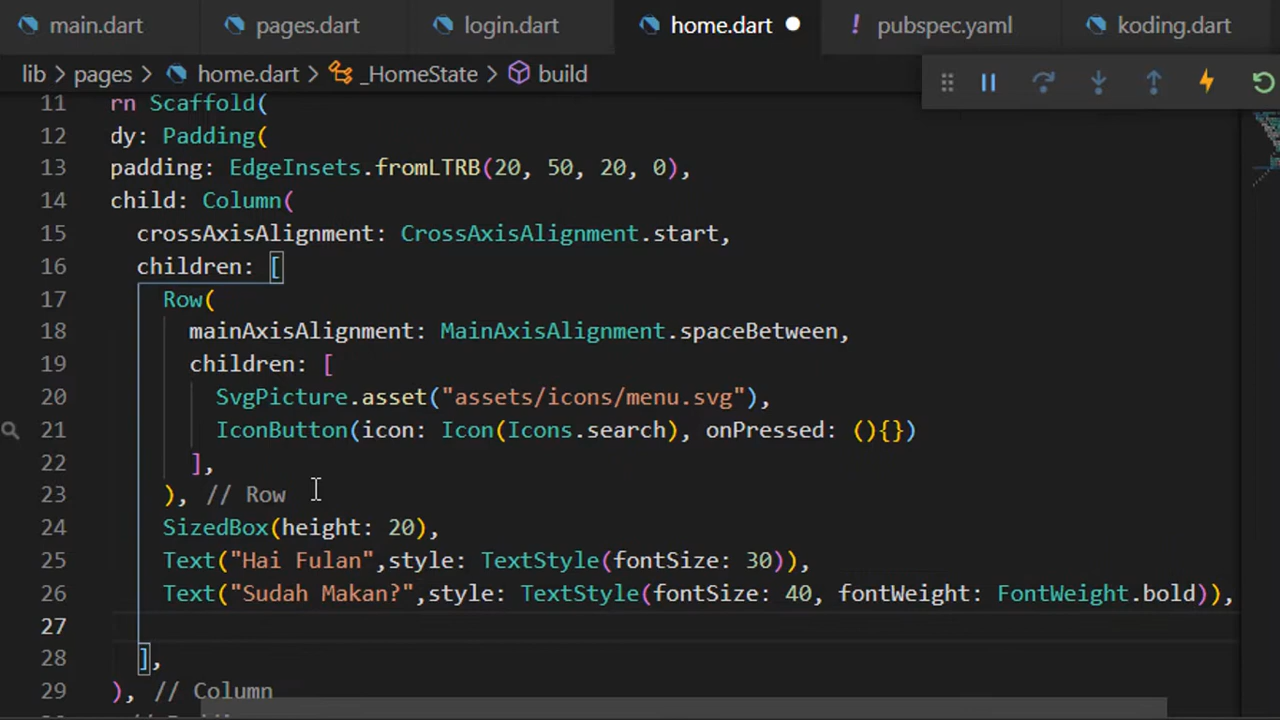 main.dart pages.dart login.dart home.dart pubspec.yaml koding.dart
lib > pages > home.dart > _HomeState > build
11 rn Scaffold(
12 dy: Padding(
13 padding: EdgeInsets.fromLTRB(20, 50, 20, 0),
14 child: Column(
15 crossAxisAlignment: CrossAxisAlignment.start,
16 children: [
17 Row(
18 mainAxisAlignment: MainAxisAlignment.spaceBetween,
19 children: [
20 SvgPicture.asset("assets/icons/menu.svg"),
21 IconButton(icon: Icon(Icons.search), onPressed: (){})
22 ],
23 ), // Row
24 SizedBox(height: 20),
25 Text("Hai Fulan",style: TextStyle(fontSize: 30)),
26 Text("Sudah Makan?",style: TextStyle(fontSize: 40, fontWeight: FontWeight.bold)),
27
28 ],
29 ), // Column